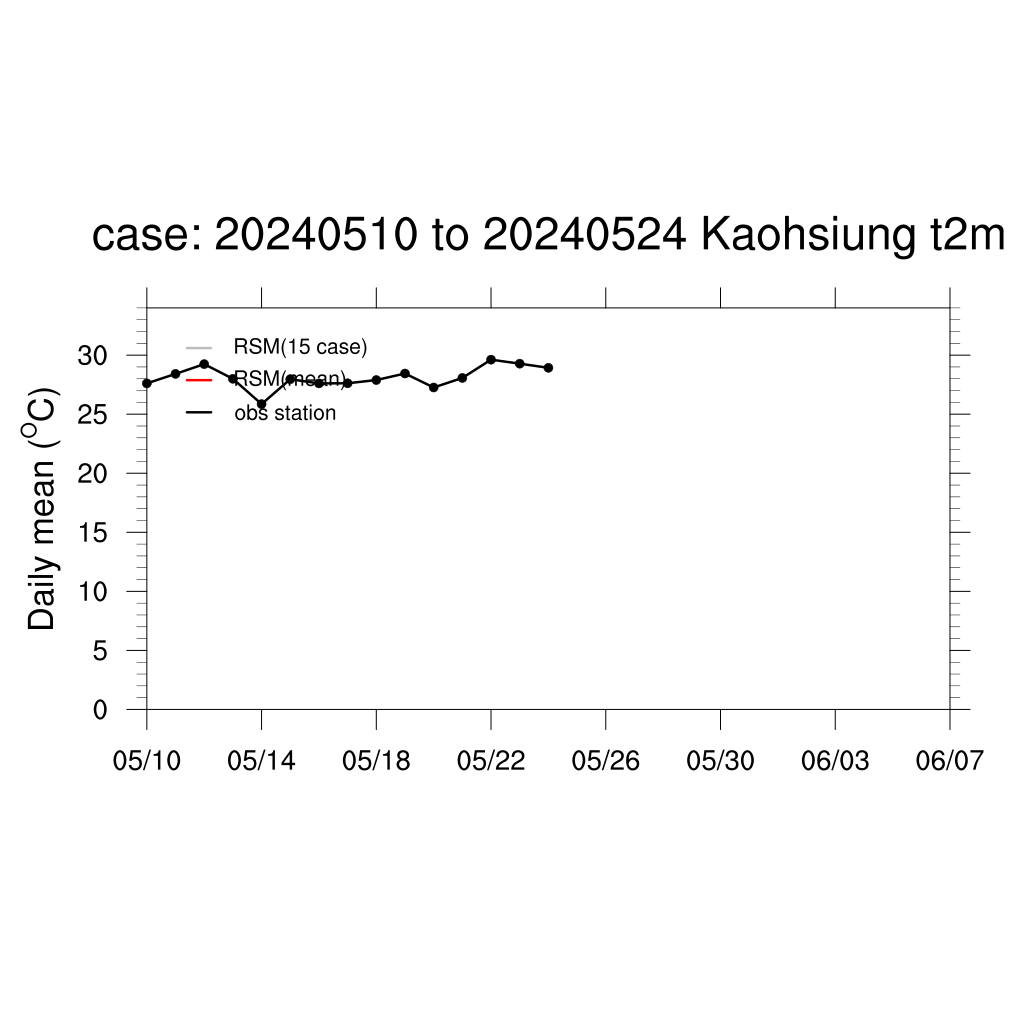 case: 20240510 to 20240524 Kaohsiung t2m
Daily mean (°C)
30
25
20
15
10
5
0
RSM(15 case)
RSM(mean)
obs station
05/10 05/14 05/18 05/22 05/26 05/30 06/03 06/07